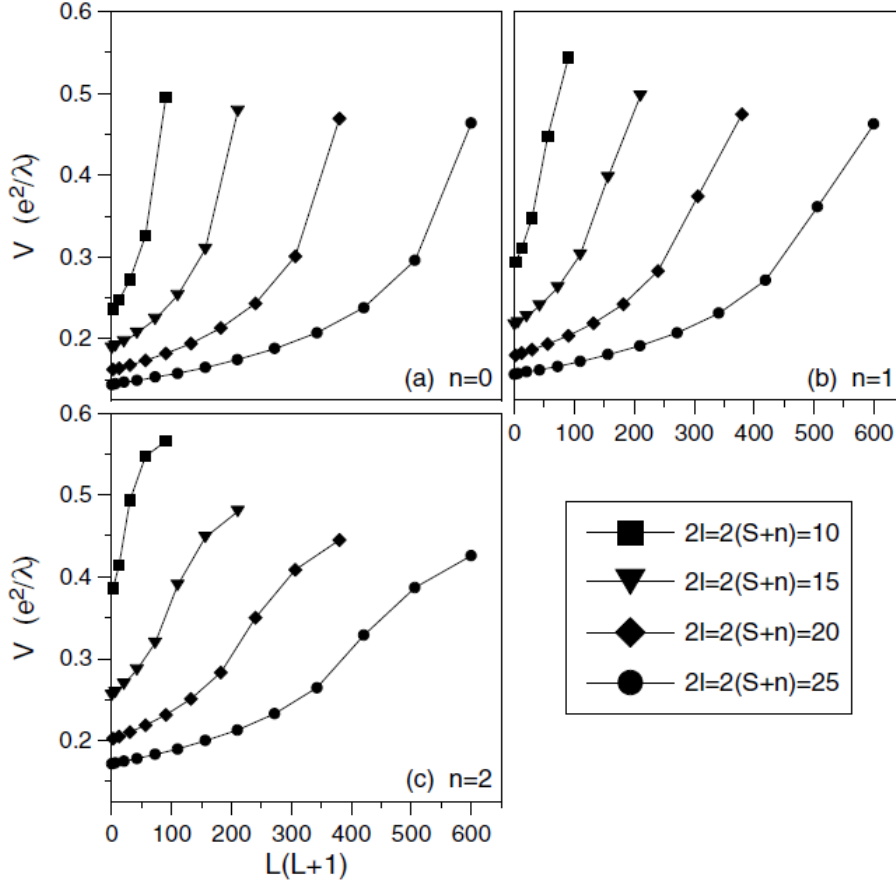 0.6
0.5
0.4
0.3
0.2
V (e²/λ)
(a) n=0
(b) n=1
0 100 200 300 400 500 600
0.6
0.5
0.4
0.3
0.2
V (e²/λ)
(c) n=2
0 100 200 300 400 500 600
L(L+1)
2l=2(S+n)=10
2l=2(S+n)=15
2l=2(S+n)=20
2l=2(S+n)=25